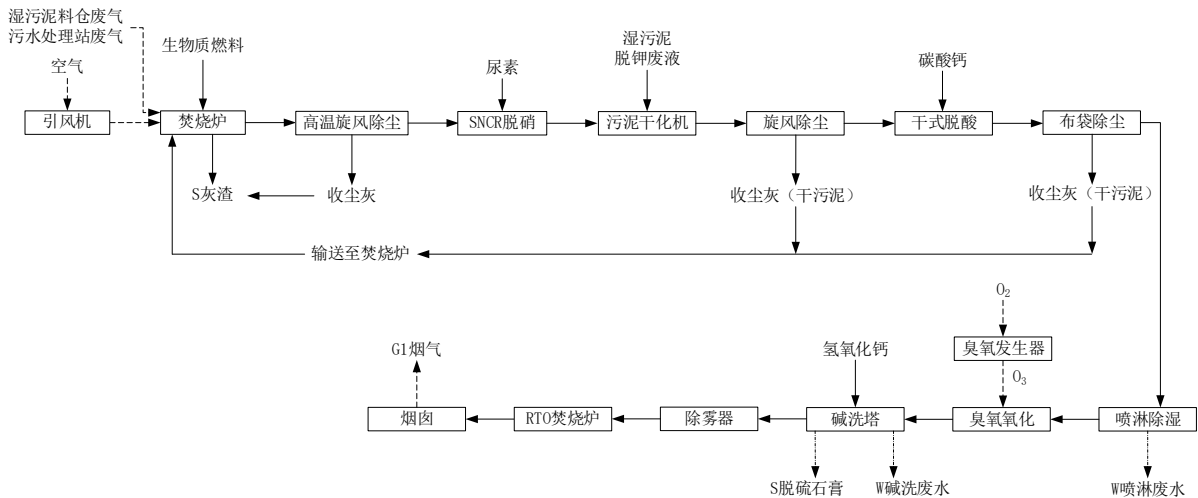 湿污泥料仓废气
污水处理站废气
生物质燃料
空气
尿素
湿污泥
脱钾废液
碳酸钙
引风机
焚烧炉
高温旋风除尘
SNCR脱硝
污泥干化机
旋风除尘
干式脱酸
布袋除尘
S灰渣
收尘灰
收尘灰（干污泥）
收尘灰（干污泥）
输送至焚烧炉
O₂
臭氧发生器
O₃
G1烟气
氢氧化钙
烟囱
RTO焚烧炉
除雾器
碱洗塔
臭氧氧化
喷淋除湿
S脱硫石膏
W碱洗废水
W喷淋废水